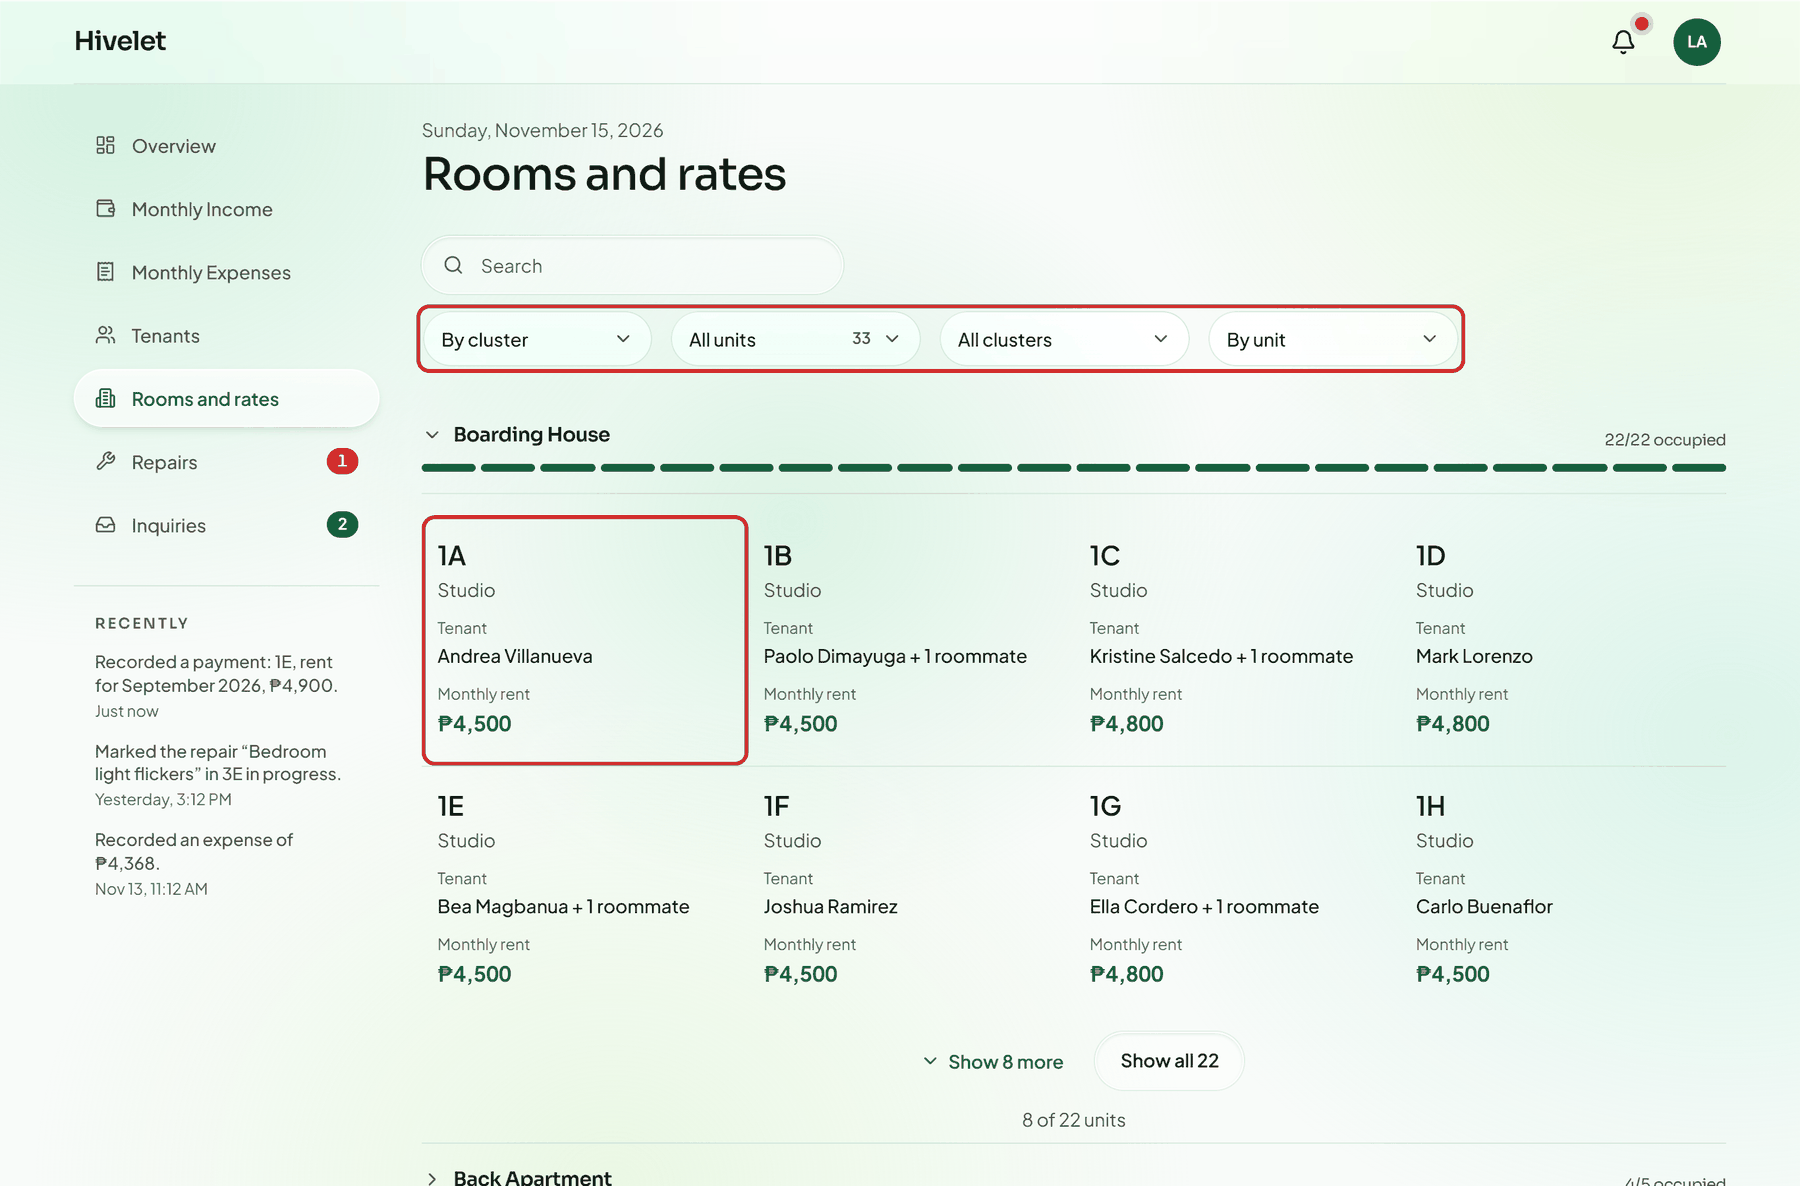 Hivelet
LA
Overview
Monthly Income
Monthly Expenses
Tenants
Rooms and rates
Repairs
1
Inquiries
2
RECENTLY
Recorded a payment: 1E, rent
for September 2026, ₱4,900.
Just now
Marked the repair “Bedroom
light flickers” in 3E in progress.
Yesterday, 3:12 PM
Recorded an expense of
₱4,368.
Nov 13, 11:12 AM
Sunday, November 15, 2026
Rooms and rates
Search
By cluster
All units 33
All clusters
By unit
Boarding House
22/22 occupied
1A
Studio
Tenant
Andrea Villanueva
Monthly rent
₱4,500
1B
Studio
Tenant
Paolo Dimayuga + 1 roommate
Monthly rent
₱4,500
1C
Studio
Tenant
Kristine Salcedo + 1 roommate
Monthly rent
₱4,800
1D
Studio
Tenant
Mark Lorenzo
Monthly rent
₱4,800
1E
Studio
Tenant
Bea Magbanua + 1 roommate
Monthly rent
₱4,500
1F
Studio
Tenant
Joshua Ramirez
Monthly rent
₱4,500
1G
Studio
Tenant
Ella Cordero + 1 roommate
Monthly rent
₱4,800
1H
Studio
Tenant
Carlo Buenaflor
Monthly rent
₱4,500
Show 8 more
Show all 22
8 of 22 units
Back Apartment
4/5 occupied